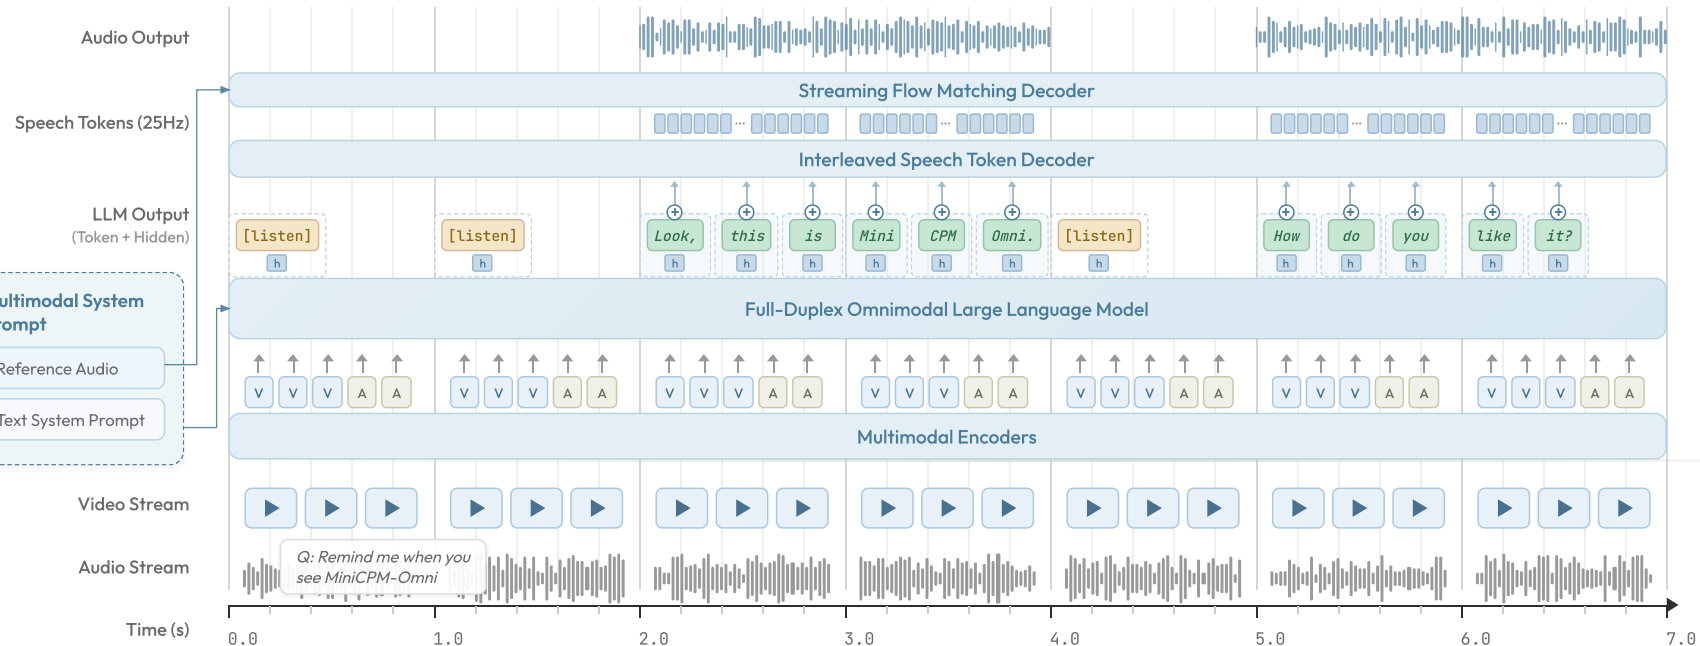 Audio Output
Streaming Flow Matching Decoder
Speech Tokens (25Hz)
... ... ... ...
Interleaved Speech Token Decoder
LLM Output
(Token + Hidden)
[listen] [listen] Look, this is Mini CPM Omni. [listen] How do you like it?
h h h h h h h h h h h h h h
ultimodal System
rompt
Full-Duplex Omnimodal Large Language Model
Reference Audio
Text System Prompt
V V V A A V V V A A V V V A A V V V A A V V V A A V V V A A V V V A A
Multimodal Encoders
Video Stream
Audio Stream
Q: Remind me when you
see MiniCPM-Omni
Time (s)
0.0 1.0 2.0 3.0 4.0 5.0 6.0 7.0